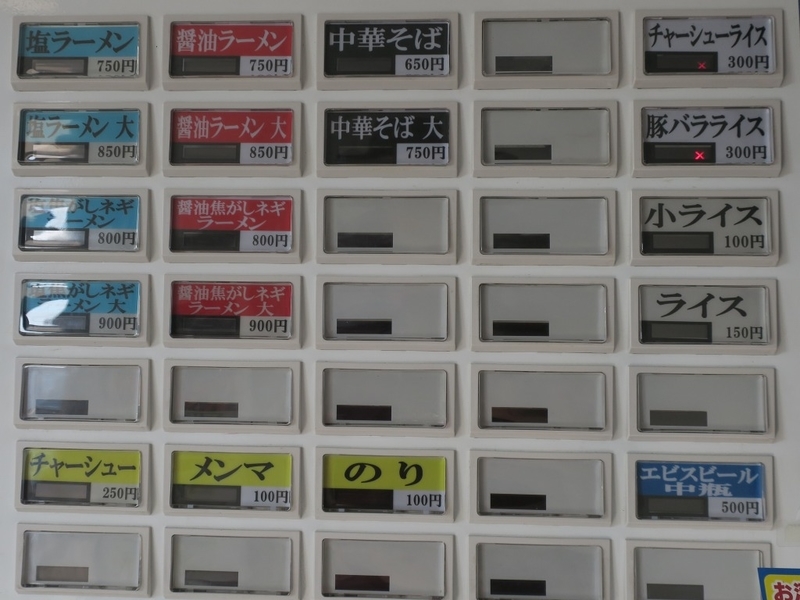 塩ラーメン
750円
醤油ラーメン
750円
中華そば
650円
チャーシューライス
300円
塩ラーメン 大
850円
醤油ラーメン 大
850円
中華そば 大
750円
豚バラライス
300円
塩焦がしネギ
ラーメン
800円
醤油焦がしネギ
ラーメン
800円
小ライス
100円
塩焦がしネギ
ラーメン 大
900円
醤油焦がしネギ
ラーメン 大
900円
ライス
150円
チャーシュー
250円
メンマ
100円
のり
100円
エビスビール
中瓶
500円